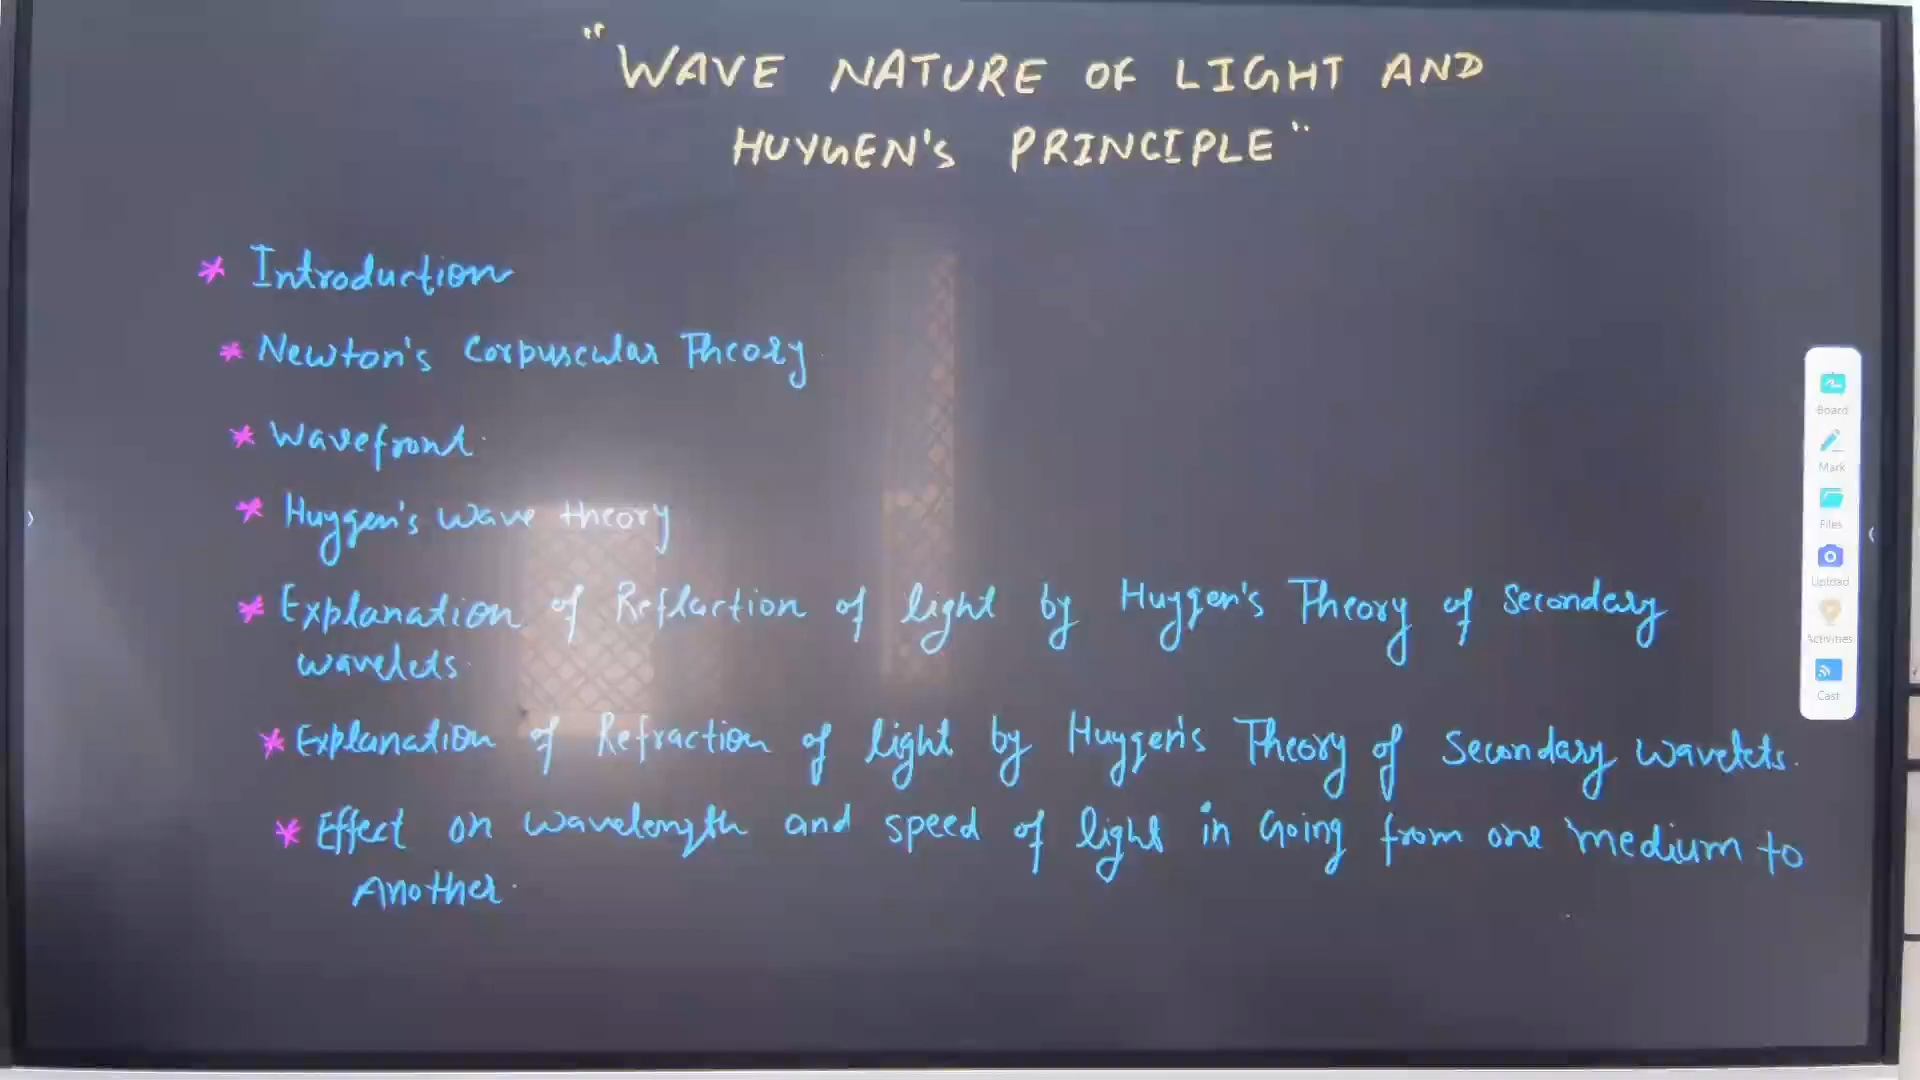 "WAVE NATURE OF LIGHT AND
HUYGEN'S PRINCIPLE"
* Introduction
* Newton's Corpuscular Theory
* Wavefront
* Huygen's wave theory
* Explanation of Reflaction of light by Huygen's Theory of Secondary
wavelets.
* Explanation of Refraction of light by Huygen's Theory of Secondary wavelets.
* Effect on wavelength and speed of light in Going from one medium to
Another.
Board
Mark
Files
Upload
Activities
Cast